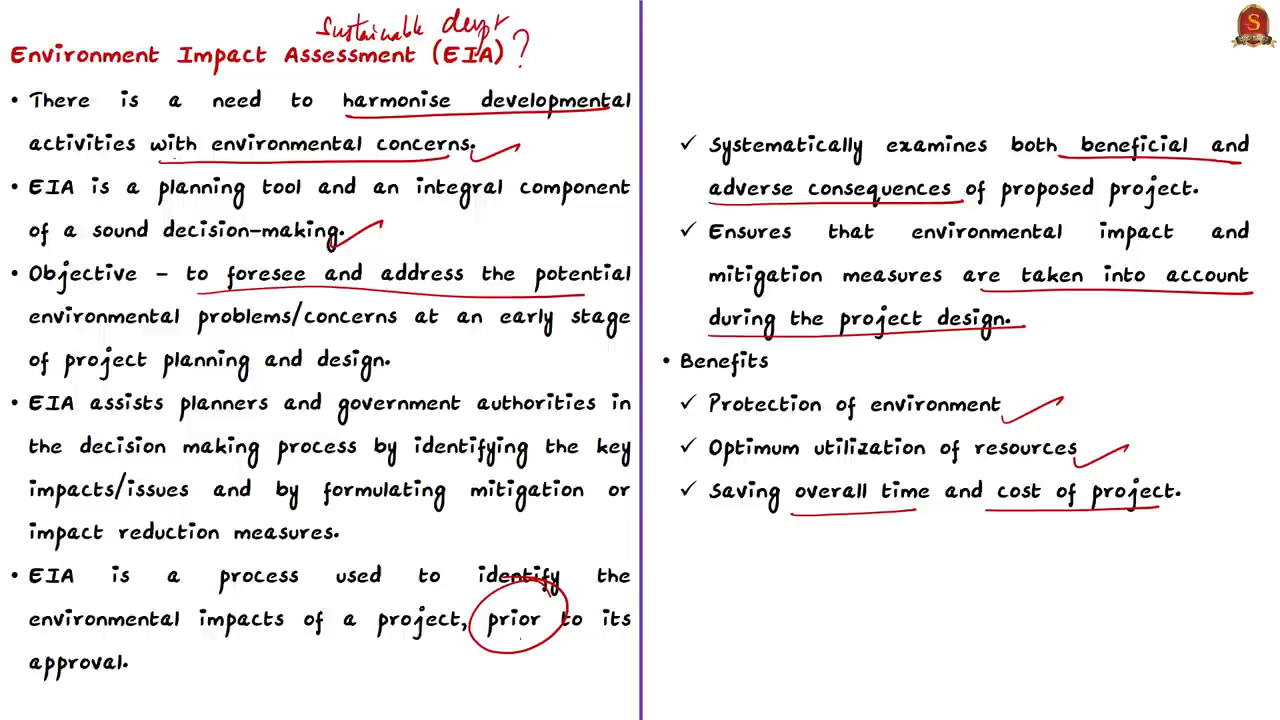 Sustainable devpt
Environment Impact Assessment (EIA)?
• There is a need to harmonise developmental
activities with environmental concerns.
• EIA is a planning tool and an integral component
of a sound decision-making.
• Objective – to foresee and address the potential
environmental problems/concerns at an early stage
of project planning and design.
• EIA assists planners and government authorities in
the decision making process by identifying the key
impacts/issues and by formulating mitigation or
impact reduction measures.
• EIA is a process used to identify the
environmental impacts of a project, prior to its
approval.
✓ Systematically examines both beneficial and
adverse consequences of proposed project.
✓ Ensures that environmental impact and
mitigation measures are taken into account
during the project design.
• Benefits
✓ Protection of environment
✓ Optimum utilization of resources
✓ Saving overall time and cost of project.
S